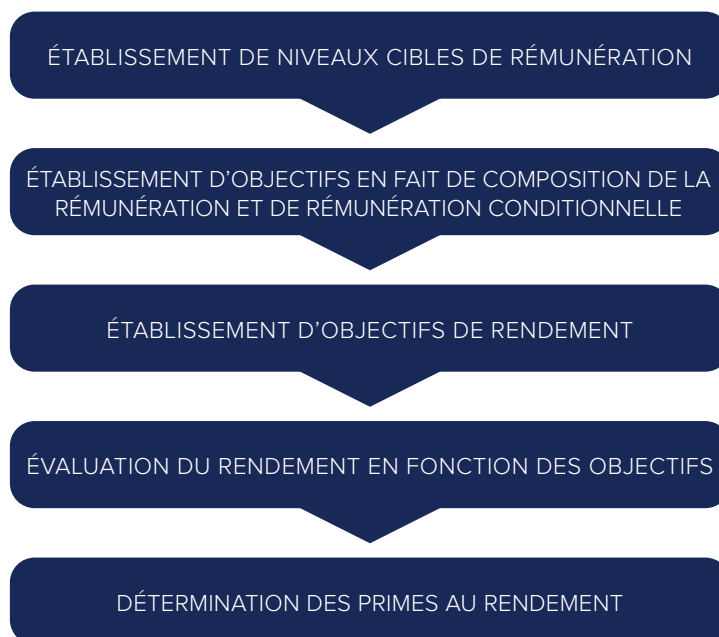 ÉTABLISSEMENT DE NIVEAUX CIBLES DE RÉMUNÉRATION
ÉTABLISSEMENT D’OBJECTIFS EN FAIT DE COMPOSITION DE LA
RÉMUNÉRATION ET DE RÉMUNÉRATION CONDITIONNELLE
ÉTABLISSEMENT D’OBJECTIFS DE RENDEMENT
ÉVALUATION DU RENDEMENT EN FONCTION DES OBJECTIFS
DÉTERMINATION DES PRIMES AU RENDEMENT